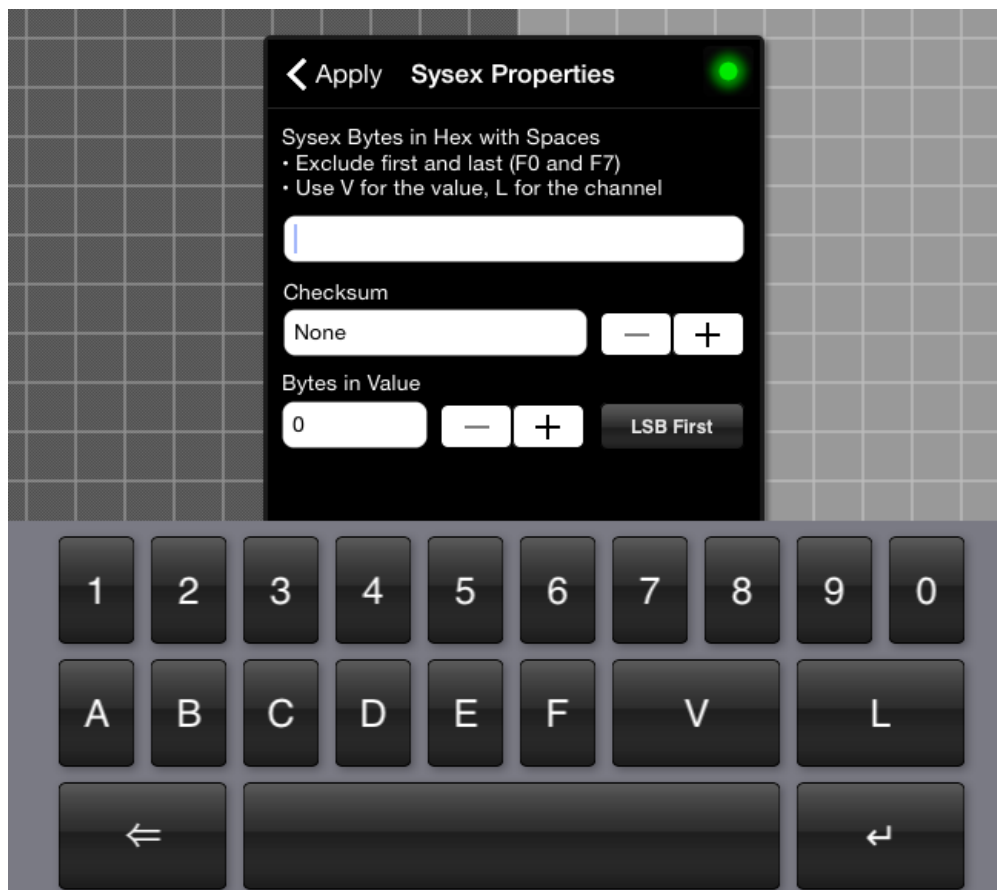 Apply Sysex Properties
Sysex Bytes in Hex with Spaces
• Exclude first and last (F0 and F7)
• Use V for the value, L for the channel
Checksum
None − +
Bytes in Value
0 − + LSB First
1 2 3 4 5 6 7 8 9 0
A B C D E F V L
⇐ ↵